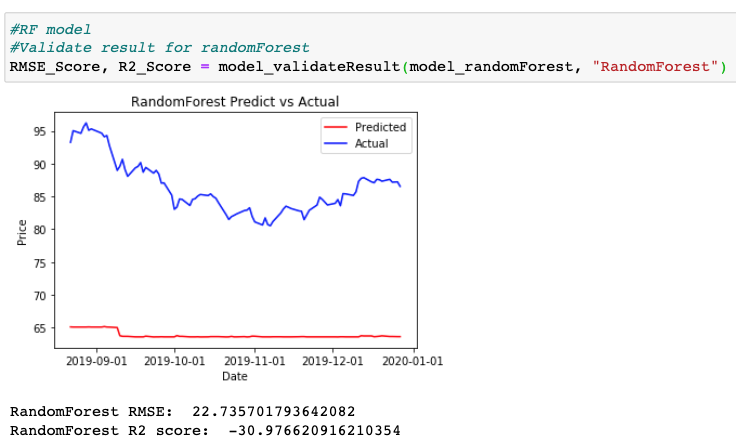 #RF model
#Validate result for randomForest
RMSE_Score, R2_Score = model_validateResult(model_randomForest, "RandomForest")
RandomForest Predict vs Actual
Predicted
Actual
95
90
85
80
75
70
65
Price
2019-09-01 2019-10-01 2019-11-01 2019-12-01 2020-01-01
Date
RandomForest RMSE:  22.735701793642082
RandomForest R2 score:  -30.976620916210354